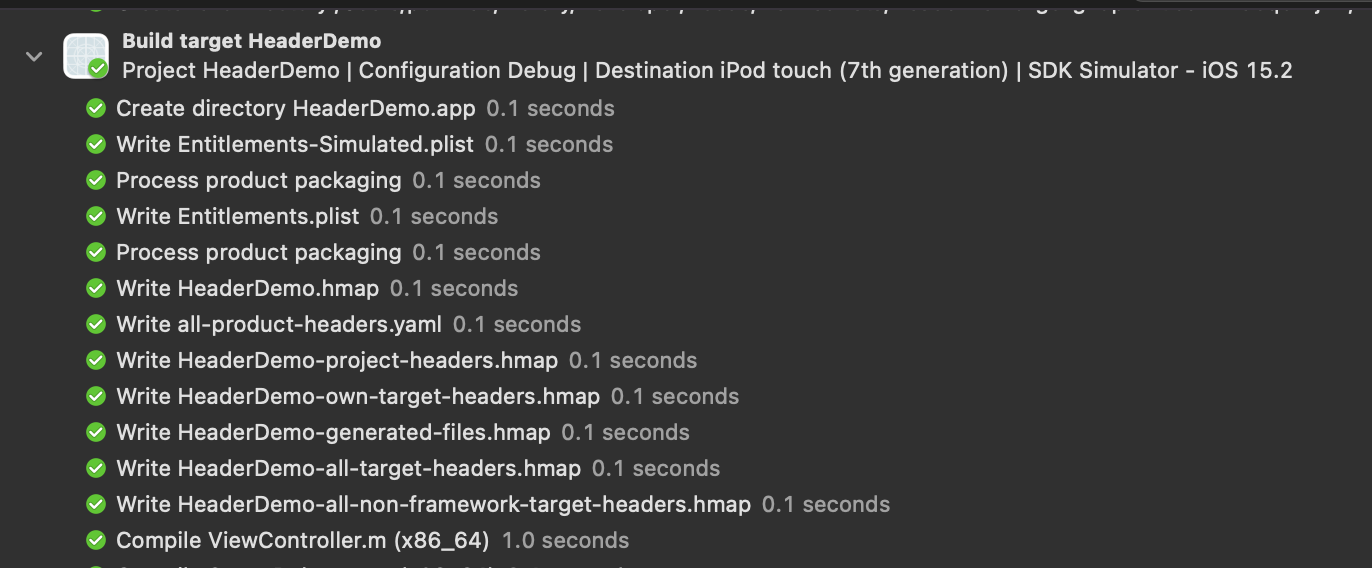 Build target HeaderDemo
Project HeaderDemo | Configuration Debug | Destination iPod touch (7th generation) | SDK Simulator - iOS 15.2
Create directory HeaderDemo.app 0.1 seconds
Write Entitlements-Simulated.plist 0.1 seconds
Process product packaging 0.1 seconds
Write Entitlements.plist 0.1 seconds
Process product packaging 0.1 seconds
Write HeaderDemo.hmap 0.1 seconds
Write all-product-headers.yaml 0.1 seconds
Write HeaderDemo-project-headers.hmap 0.1 seconds
Write HeaderDemo-own-target-headers.hmap 0.1 seconds
Write HeaderDemo-generated-files.hmap 0.1 seconds
Write HeaderDemo-all-target-headers.hmap 0.1 seconds
Write HeaderDemo-all-non-framework-target-headers.hmap 0.1 seconds
Compile ViewController.m (x86_64) 1.0 seconds